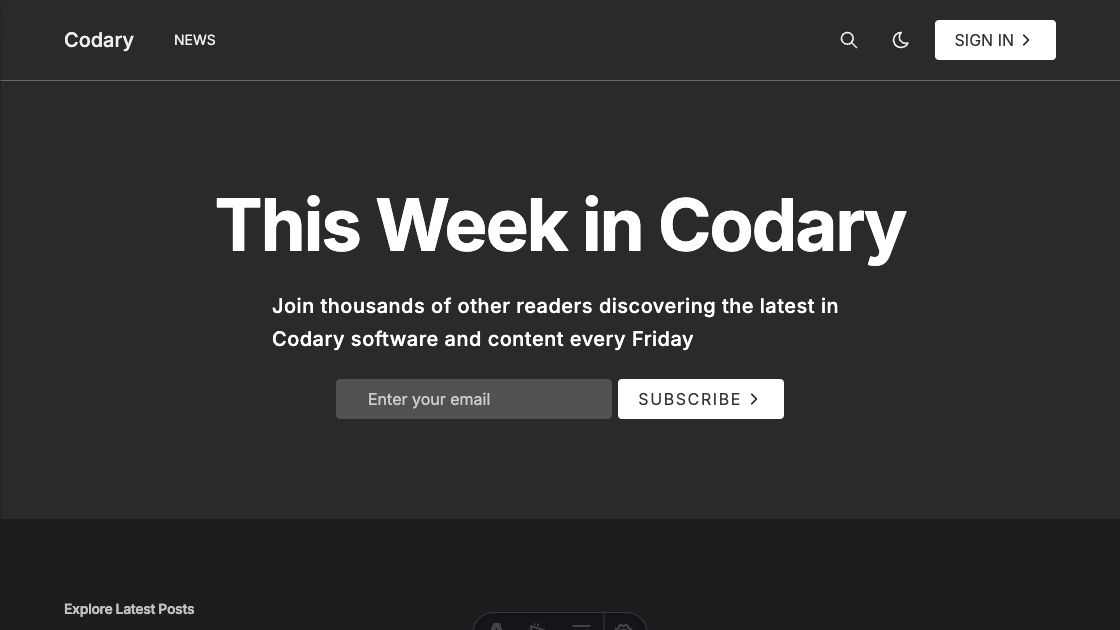 Codary
NEWS
SIGN IN
This Week in Codary
Join thousands of other readers discovering the latest in
Codary software and content every Friday
Enter your email
SUBSCRIBE
Explore Latest Posts